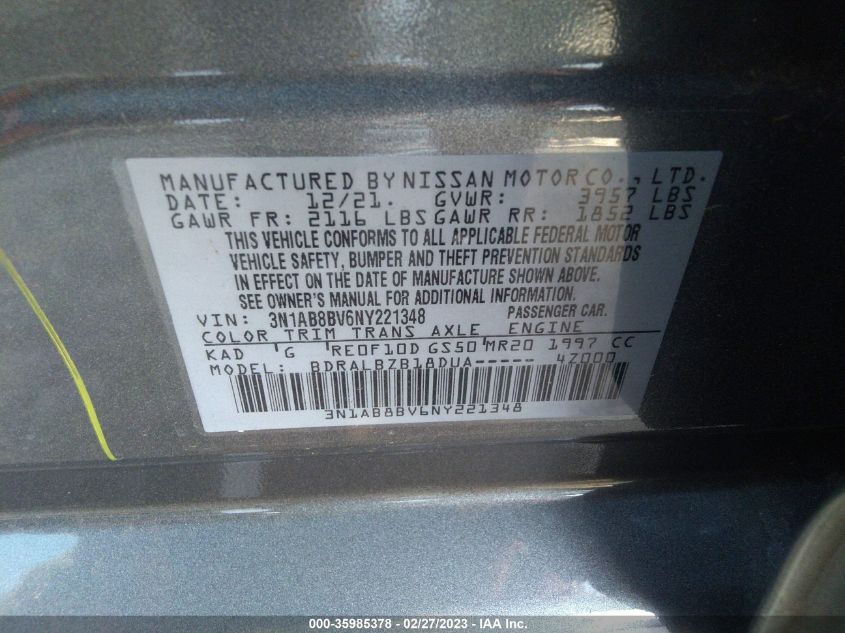 MANUFACTURED BY NISSAN MOTOR CO., LTD.
DATE: 12/21. GVWR: 3957 LBS
GAWR FR: 2116 LBS GAWR RR: 1852 LBS
THIS VEHICLE CONFORMS TO ALL APPLICABLE FEDERAL MOTOR
VEHICLE SAFETY, BUMPER AND THEFT PREVENTION STANDARDS
IN EFFECT ON THE DATE OF MANUFACTURE SHOWN ABOVE.
SEE OWNER'S MANUAL FOR ADDITIONAL INFORMATION.
VIN: 3N1AB8BV6NY221348 PASSENGER CAR.
COLOR TRIM TRANS AXLE ENGINE
KAD 'G RE0F10D GS50 MR20 1997 CC
MODEL: BDRALBZB18DUA----- 4Z000
3N1AB8BV6NY221348
000-35985378 - 02/27/2023 - IAA Inc.